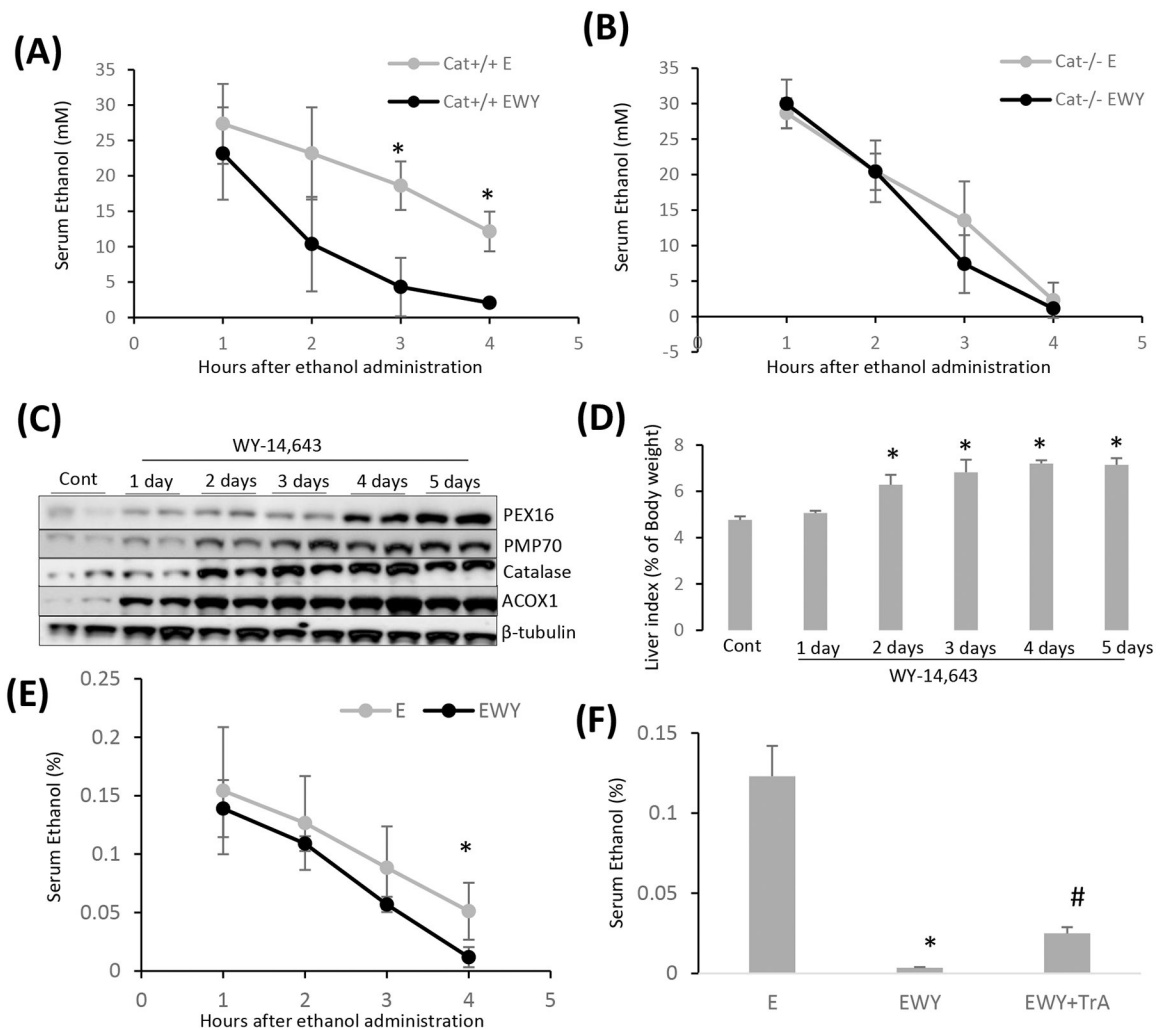 (A)
Cat+/+ E
Cat+/+ EWY
Serum Ethanol (mM)
35
30
25
20
15
10
5
0
*
*
0 1 2 3 4 5
Hours after ethanol administration
(B)
Cat-/- E
Cat-/- EWY
Serum Ethanol (mM)
35
30
25
20
15
10
5
0
-5
0 1 2 3 4 5
Hours after ethanol administration
(C)
WY-14,643
Cont 1 day 2 days 3 days 4 days 5 days
PEX16
PMP70
Catalase
ACOX1
β-tubulin
(D)
Liver index (% of Body weight)
8
6
4
2
0
* * * *
Cont 1 day 2 days 3 days 4 days 5 days
WY-14,643
(E)
E EWY
Serum Ethanol (%)
0.25
0.2
0.15
0.1
0.05
0
*
0 1 2 3 4 5
Hours after ethanol administration
(F)
Serum Ethanol (%)
0.15
0.1
0.05
0
*
#
E EWY EWY+TrA